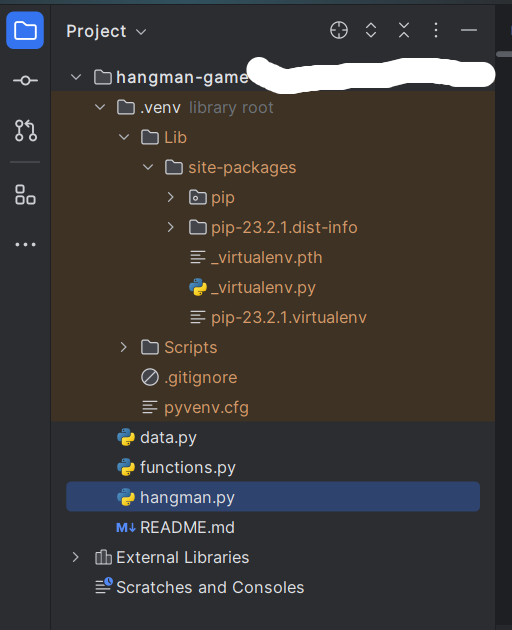 Project
hangman-game
.venv library root
Lib
site-packages
pip
pip-23.2.1.dist-info
_virtualenv.pth
_virtualenv.py
pip-23.2.1.virtualenv
Scripts
.gitignore
pyvenv.cfg
data.py
functions.py
hangman.py
M↓ README.md
External Libraries
Scratches and Consoles